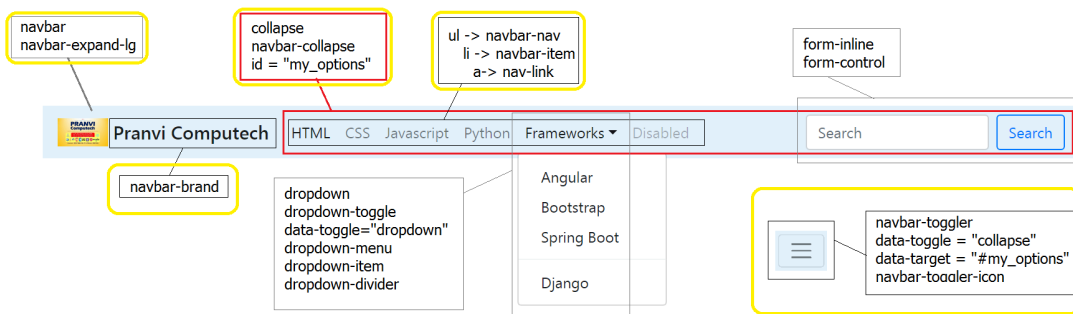 navbar
navbar-expand-lg
collapse
navbar-collapse
id = "my_options"
ul -> navbar-nav
li -> navbar-item
a-> nav-link
form-inline
form-control
PRANVI
Computech
Pranvi Computech
HTML CSS Javascript Python Frameworks Disabled
Search Search
navbar-brand
dropdown
dropdown-toggle
data-toggle="dropdown"
dropdown-menu
dropdown-item
dropdown-divider
Angular
Bootstrap
Spring Boot
Django
navbar-toggler
data-toggle = "collapse"
data-target = "#my_options"
navbar-toggler-icon